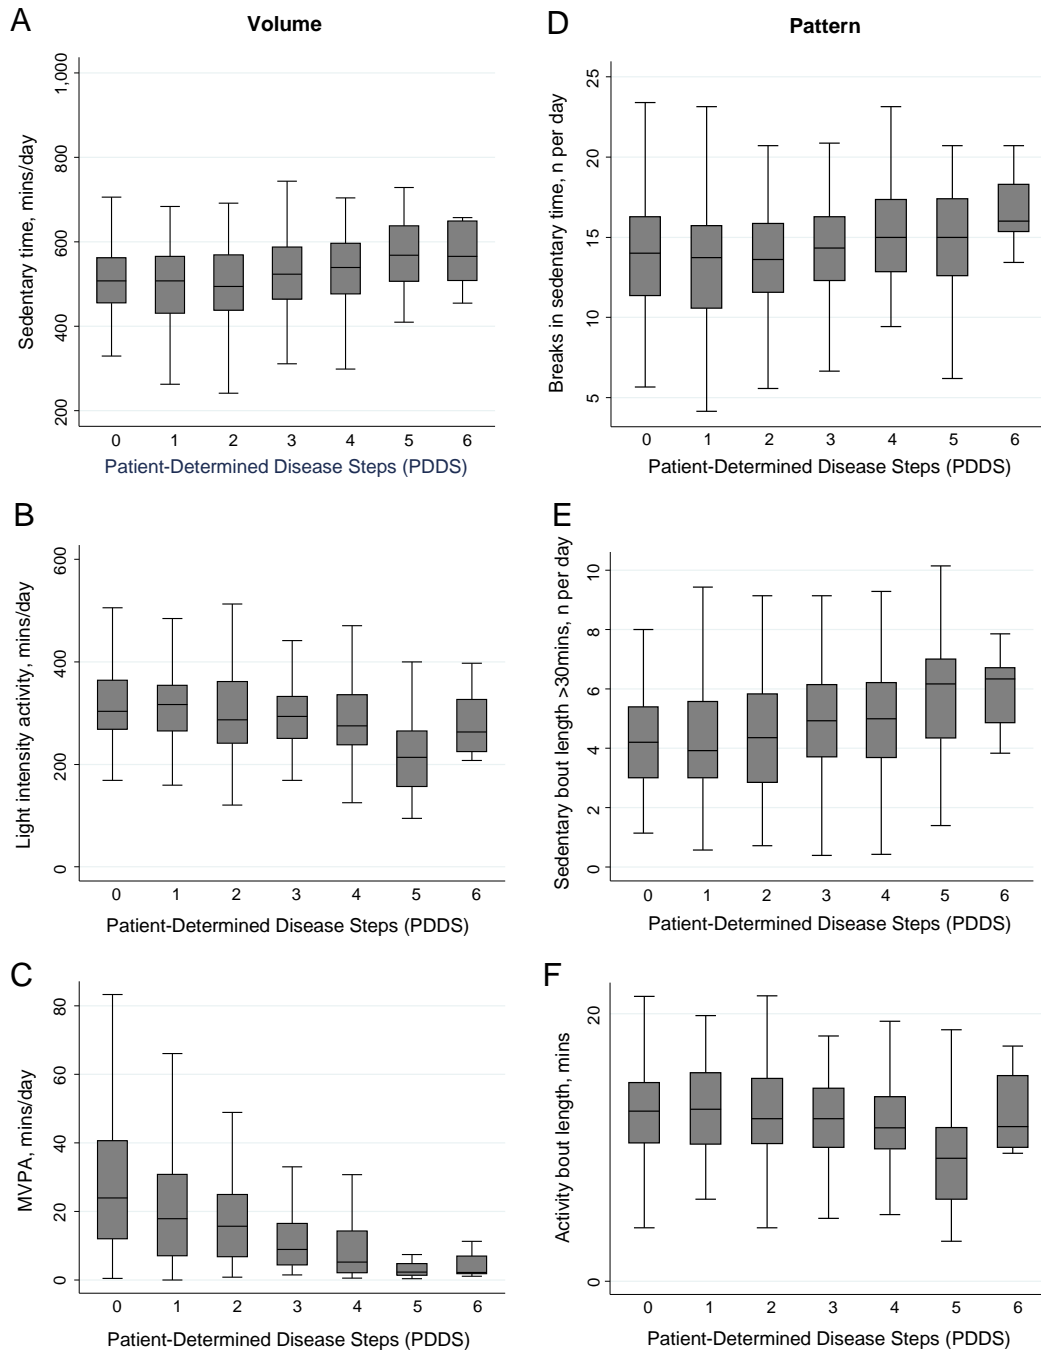 A
Volume
Sedentary time, mins/day
1,000
800
600
400
200
0 1 2 3 4 5 6
Patient-Determined Disease Steps (PDDS)
D
Pattern
Breaks in sedentary time, n per day
25
20
15
10
5
0 1 2 3 4 5 6
Patient-Determined Disease Steps (PDDS)
B
Light intensity activity, mins/day
600
400
200
0
0 1 2 3 4 5 6
Patient-Determined Disease Steps (PDDS)
E
Sedentary bout length >30mins, n per day
10
8
6
4
2
0
0 1 2 3 4 5 6
Patient-Determined Disease Steps (PDDS)
C
MVPA, mins/day
80
60
40
20
0
0 1 2 3 4 5 6
Patient-Determined Disease Steps (PDDS)
F
Activity bout length, mins
20
0
0 1 2 3 4 5 6
Patient-Determined Disease Steps (PDDS)